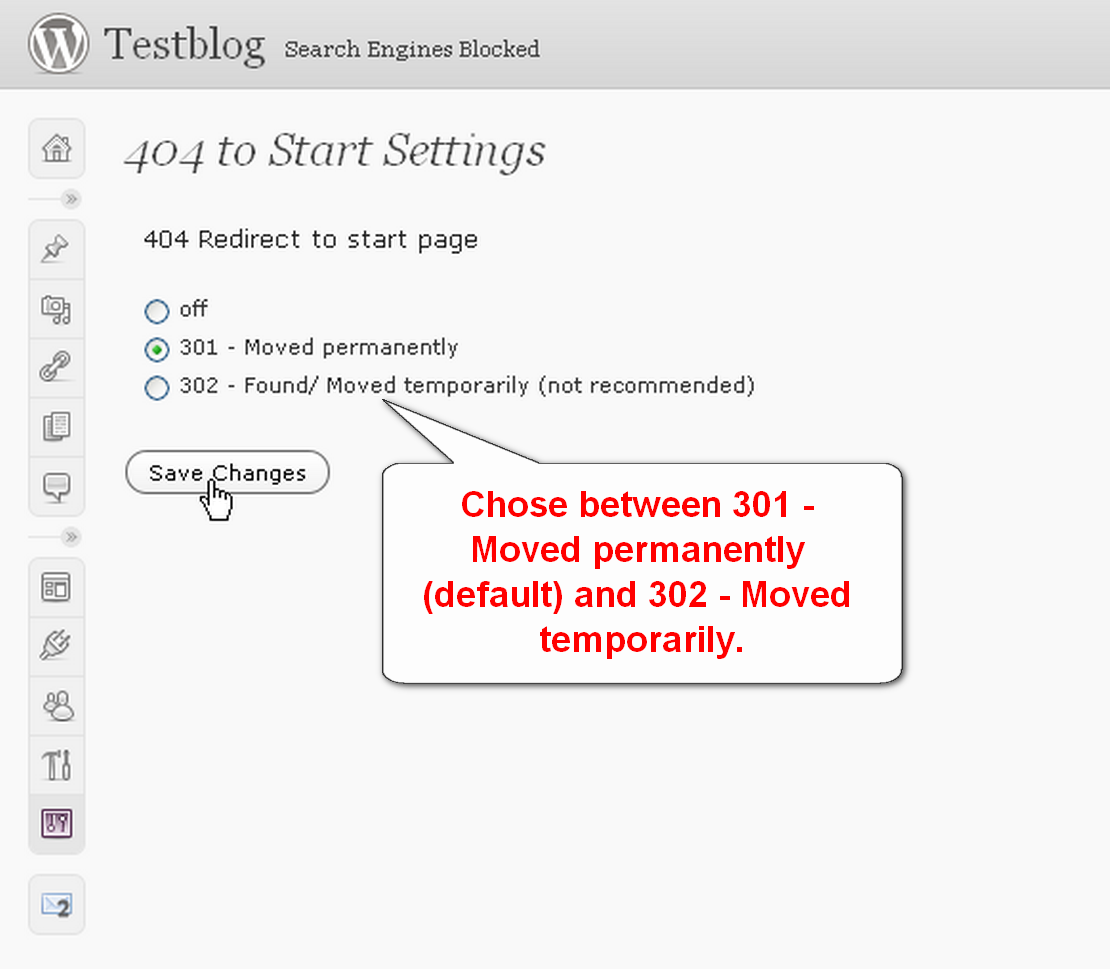 Testblog Search Engines Blocked
404 to Start Settings
404 Redirect to start page
off
301 - Moved permanently
302 - Found/ Moved temporarily (not recommended)
Save Changes
Chose between 301 -
Moved permanently
(default) and 302 - Moved
temporarily.
2